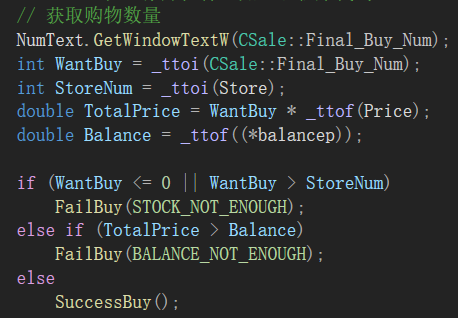 // 获取购物数量
NumText.GetWindowTextW(CSale::Final_Buy_Num);
int WantBuy = _ttoi(CSale::Final_Buy_Num);
int StoreNum = _ttoi(Store);
double TotalPrice = WantBuy * _ttof(Price);
double Balance = _ttof((*balancep));
if (WantBuy <= 0 || WantBuy > StoreNum)
FailBuy(STOCK_NOT_ENOUGH);
else if (TotalPrice > Balance)
FailBuy(BALANCE_NOT_ENOUGH);
else
SuccessBuy();